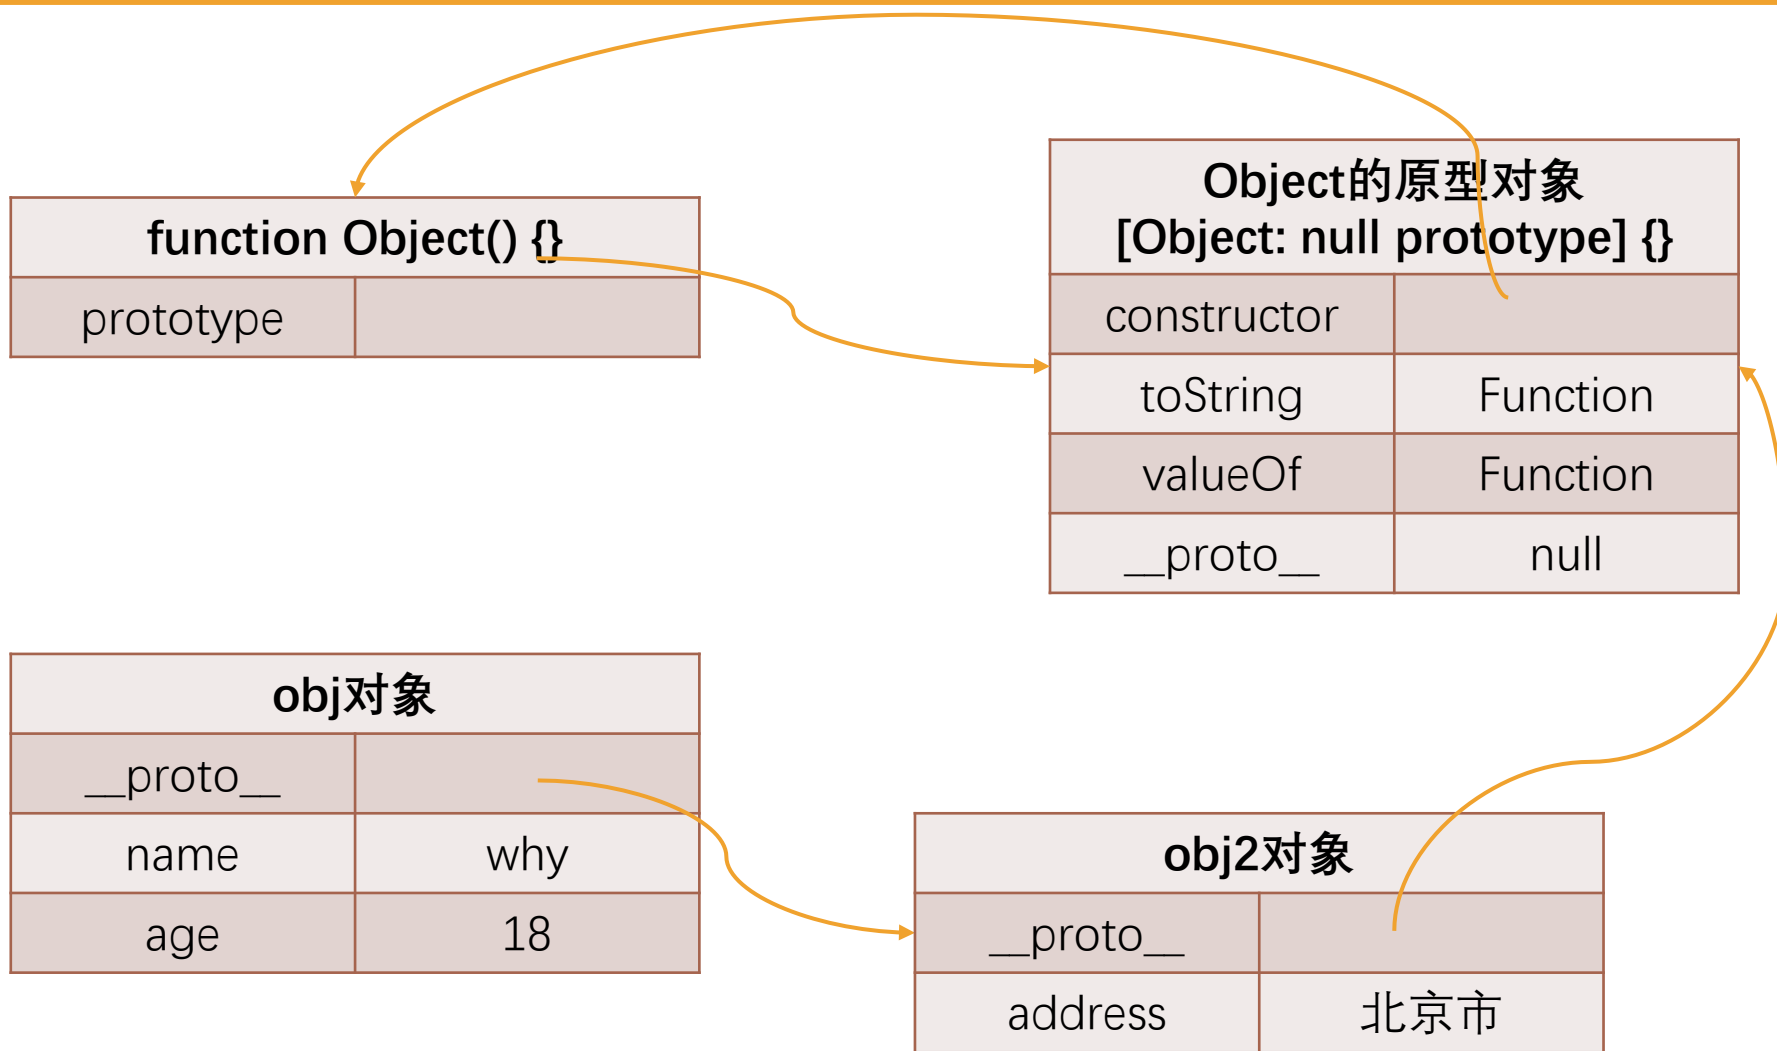 function Object() {}
prototype
Object的原型对象
[Object: null prototype] {}
constructor
toString Function
valueOf Function
__proto__ null
obj对象
__proto__
name why
age 18
obj2对象
__proto__
address 北京市